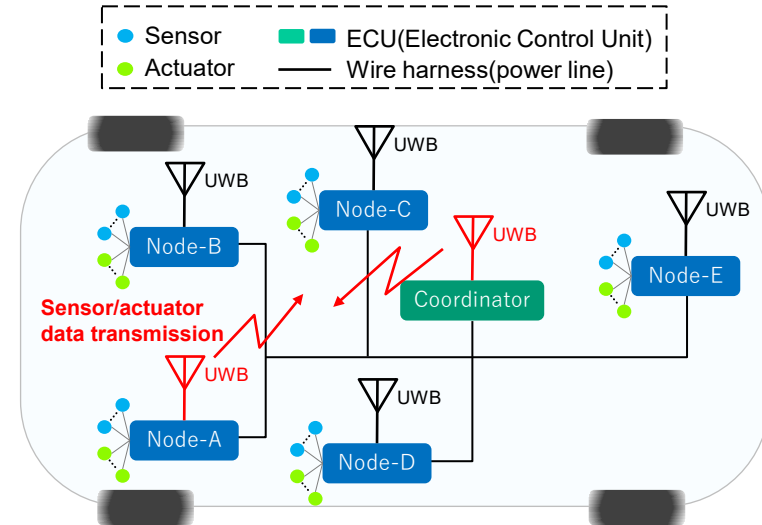 Sensor
ECU(Electronic Control Unit)
Actuator
Wire harness(power line)
UWB
UWB
UWB
Node-C
UWB
Node-B
Node-E
Coordinator
Sensor/actuator
data transmission
UWB
UWB
Node-A
Node-D